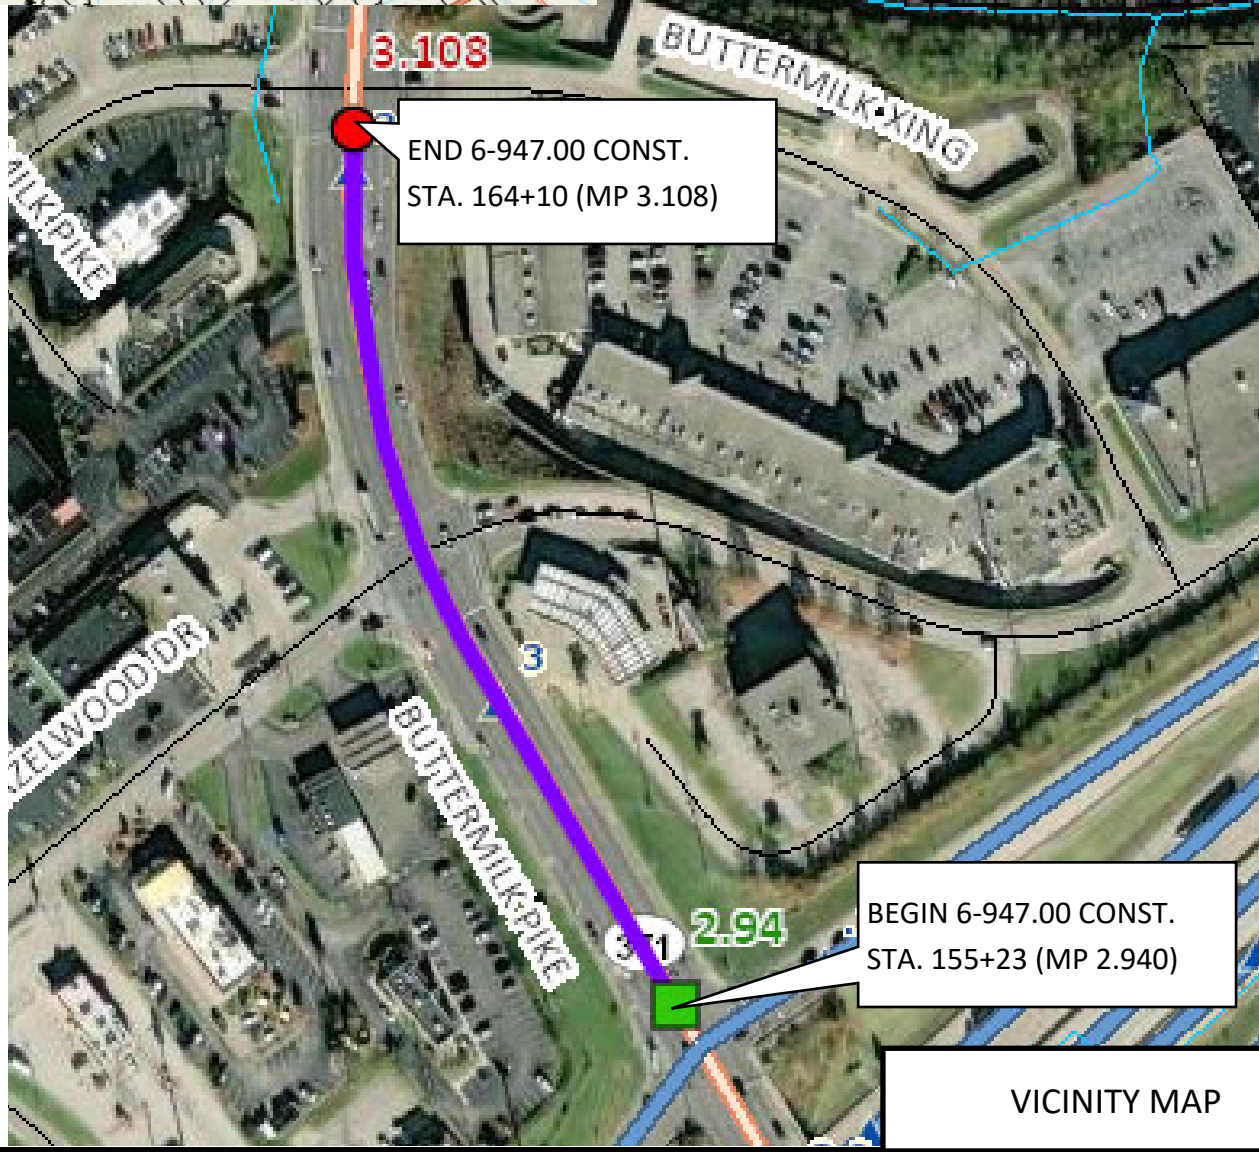 3.108
BUTTERMILK XING
END 6-947.00 CONST.
STA. 164+10 (MP 3.108)
MILK PIKE
3
ZELWOOD DR
BUTTERMILK PIKE
2.94
BEGIN 6-947.00 CONST.
STA. 155+23 (MP 2.940)
VICINITY MAP